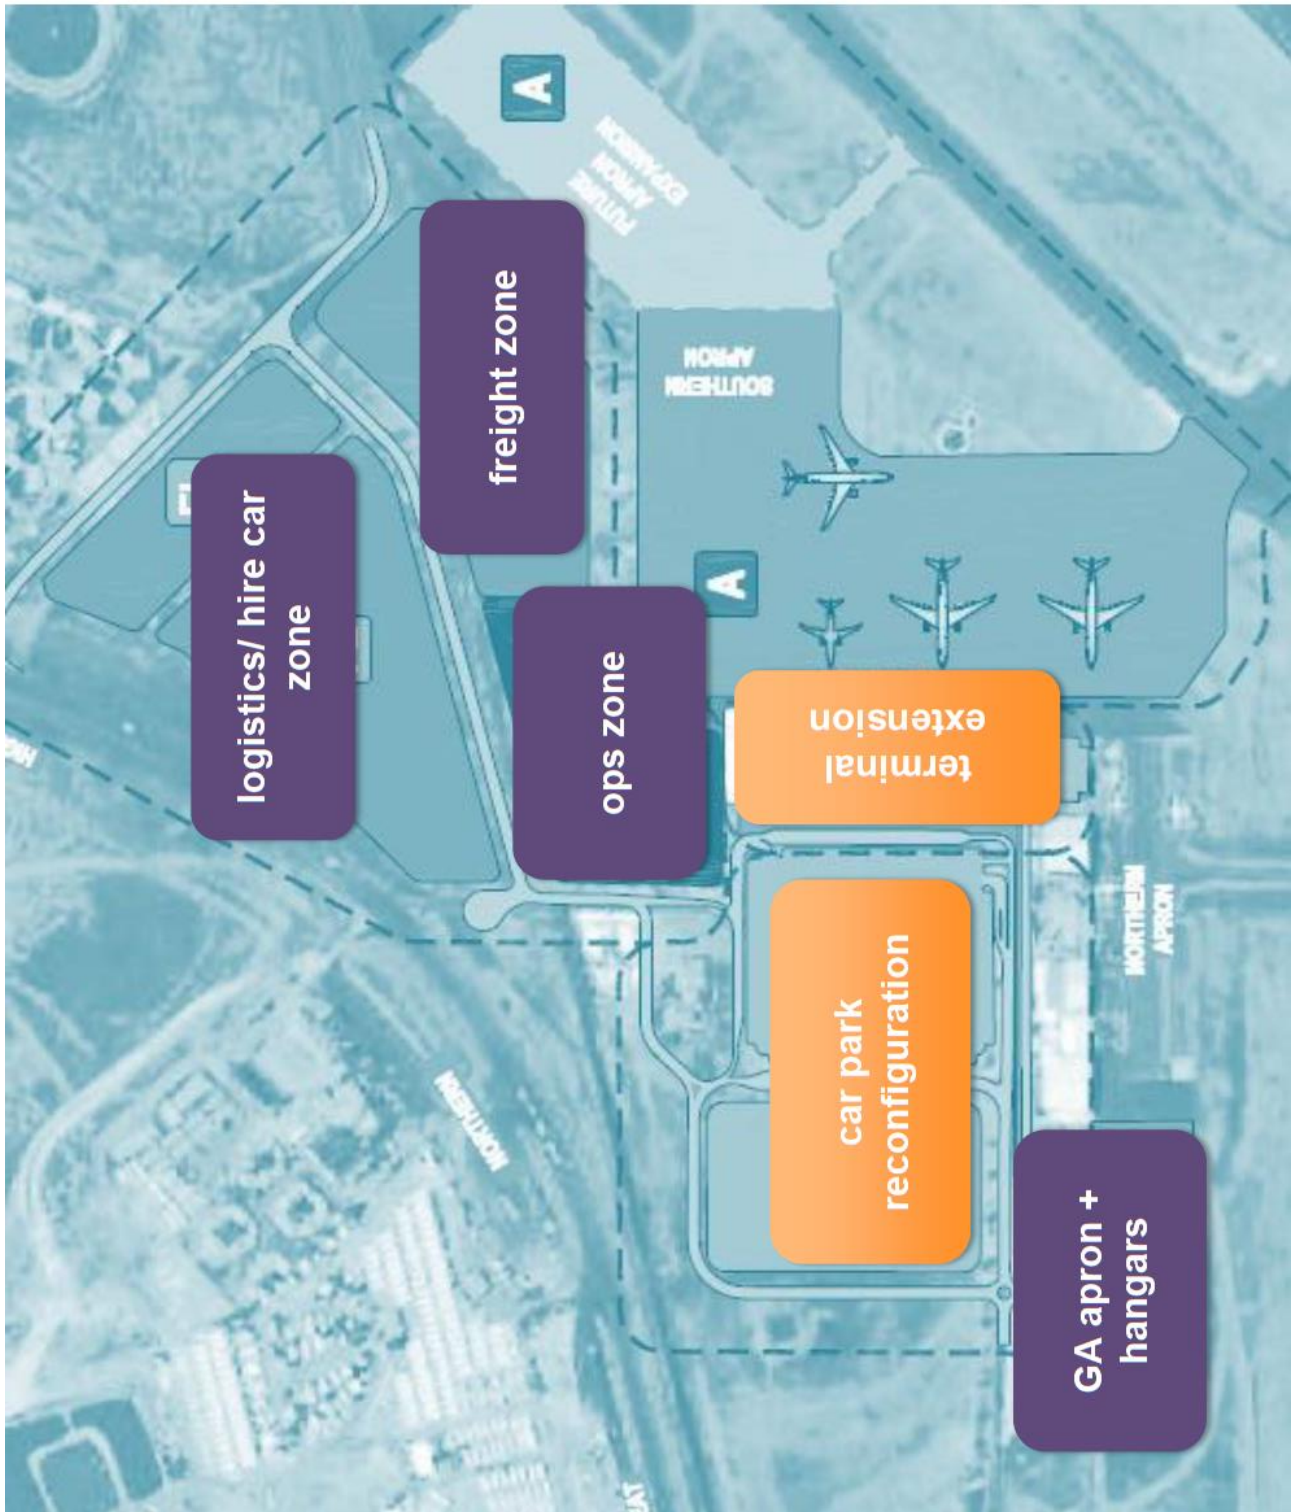 logistics/ hire car
zone
freight zone
A
FUTURE
APRON
EXPANSION
ops zone
A
SOUTHERN
APRON
terminal
extension
car park
reconfiguration
NORTHERN
NORTHERN
APRON
GA apron +
hangars